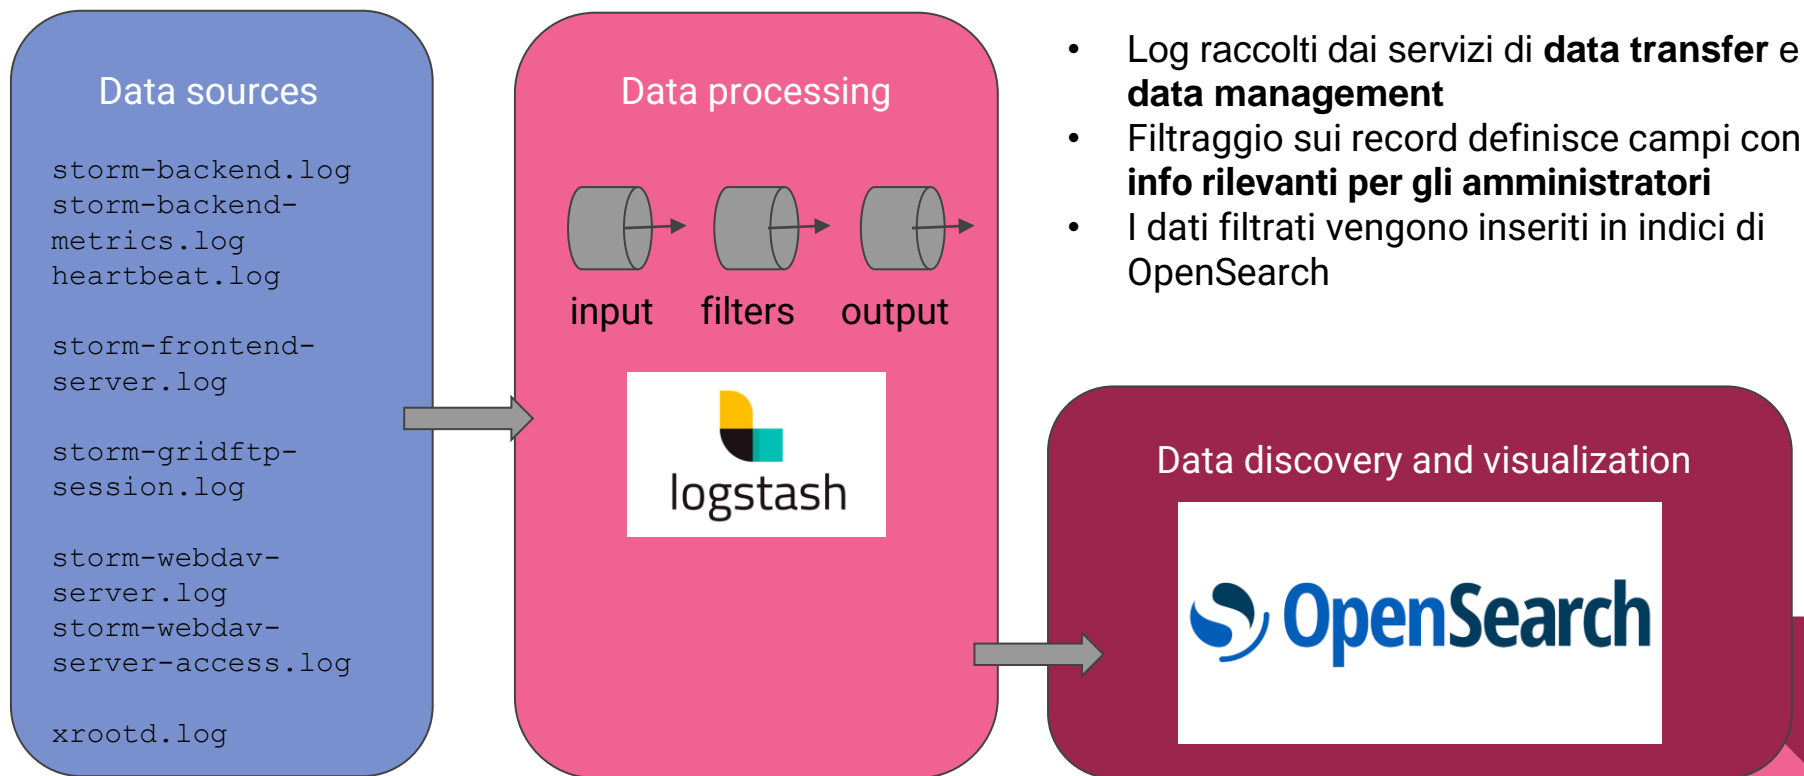 Data sources
storm-backend.log
storm-backend-
metrics.log
heartbeat.log
storm-frontend-
server.log
storm-gridftp-
session.log
storm-webdav-
server.log
storm-webdav-
server-access.log
xrootd.log
Data processing
input filters output
logstash
• Log raccolti dai servizi di data transfer e
data management
• Filtraggio sui record definisce campi con
info rilevanti per gli amministratori
• I dati filtrati vengono inseriti in indici di
OpenSearch
Data discovery and visualization
OpenSearch